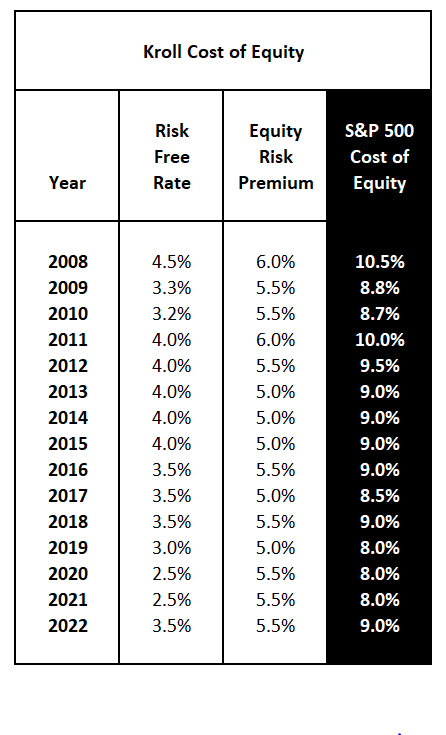 Kroll Cost of Equity
Risk Equity S&P 500
Free Risk Cost of
Year Rate Premium Equity
2008 4.5% 6.0% 10.5%
2009 3.3% 5.5% 8.8%
2010 3.2% 5.5% 8.7%
2011 4.0% 6.0% 10.0%
2012 4.0% 5.5% 9.5%
2013 4.0% 5.0% 9.0%
2014 4.0% 5.0% 9.0%
2015 4.0% 5.0% 9.0%
2016 3.5% 5.5% 9.0%
2017 3.5% 5.0% 8.5%
2018 3.5% 5.5% 9.0%
2019 3.0% 5.0% 8.0%
2020 2.5% 5.5% 8.0%
2021 2.5% 5.5% 8.0%
2022 3.5% 5.5% 9.0%